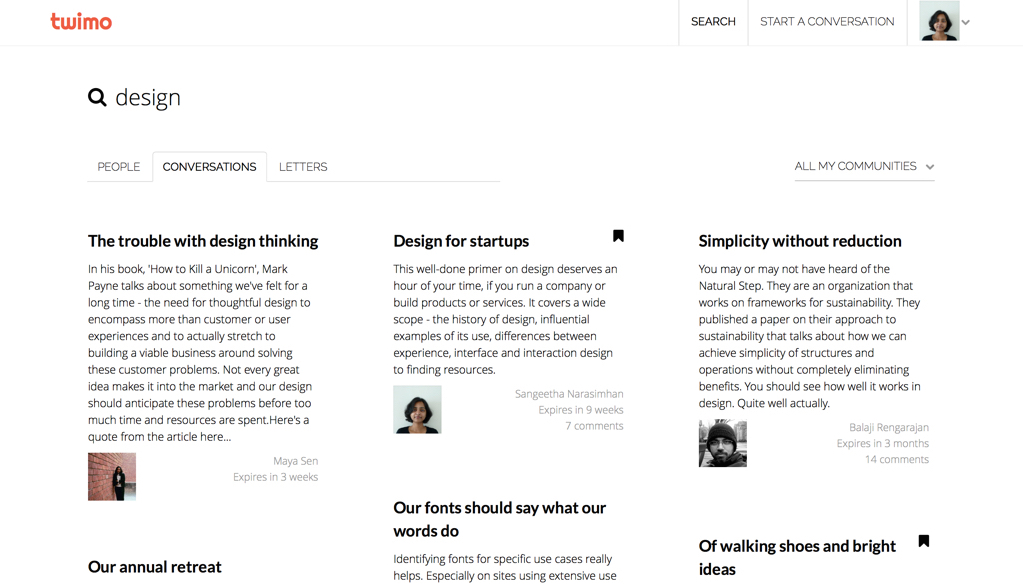 twimo
SEARCH
START A CONVERSATION
design
PEOPLE
CONVERSATIONS
LETTERS
ALL MY COMMUNITIES
The trouble with design thinking
In his book, 'How to Kill a Unicorn', Mark
Payne talks about something we've felt for a
long time - the need for thoughtful design to
encompass more than customer or user
experiences and to actually stretch to
building a viable business around solving
these customer problems. Not every great
idea makes it into the market and our design
should anticipate these problems before too
much time and resources are spent.Here's a
quote from the article here...
Maya Sen
Expires in 3 weeks
Our annual retreat
Design for startups
This well-done primer on design deserves an
hour of your time, if you run a company or
build products or services. It covers a wide
scope - the history of design, influential
examples of its use, differences between
experience, interface and interaction design
to finding resources.
Sangeetha Narasimhan
Expires in 9 weeks
7 comments
Our fonts should say what our
words do
Identifying fonts for specific use cases really
helps. Especially on sites using extensive use
Simplicity without reduction
You may or may not have heard of the
Natural Step. They are an organization that
works on frameworks for sustainability. They
published a paper on their approach to
sustainability that talks about how we can
achieve simplicity of structures and
operations without completely eliminating
benefits. You should see how well it works in
design. Quite well actually.
Balaji Rengarajan
Expires in 3 months
14 comments
Of walking shoes and bright
ideas